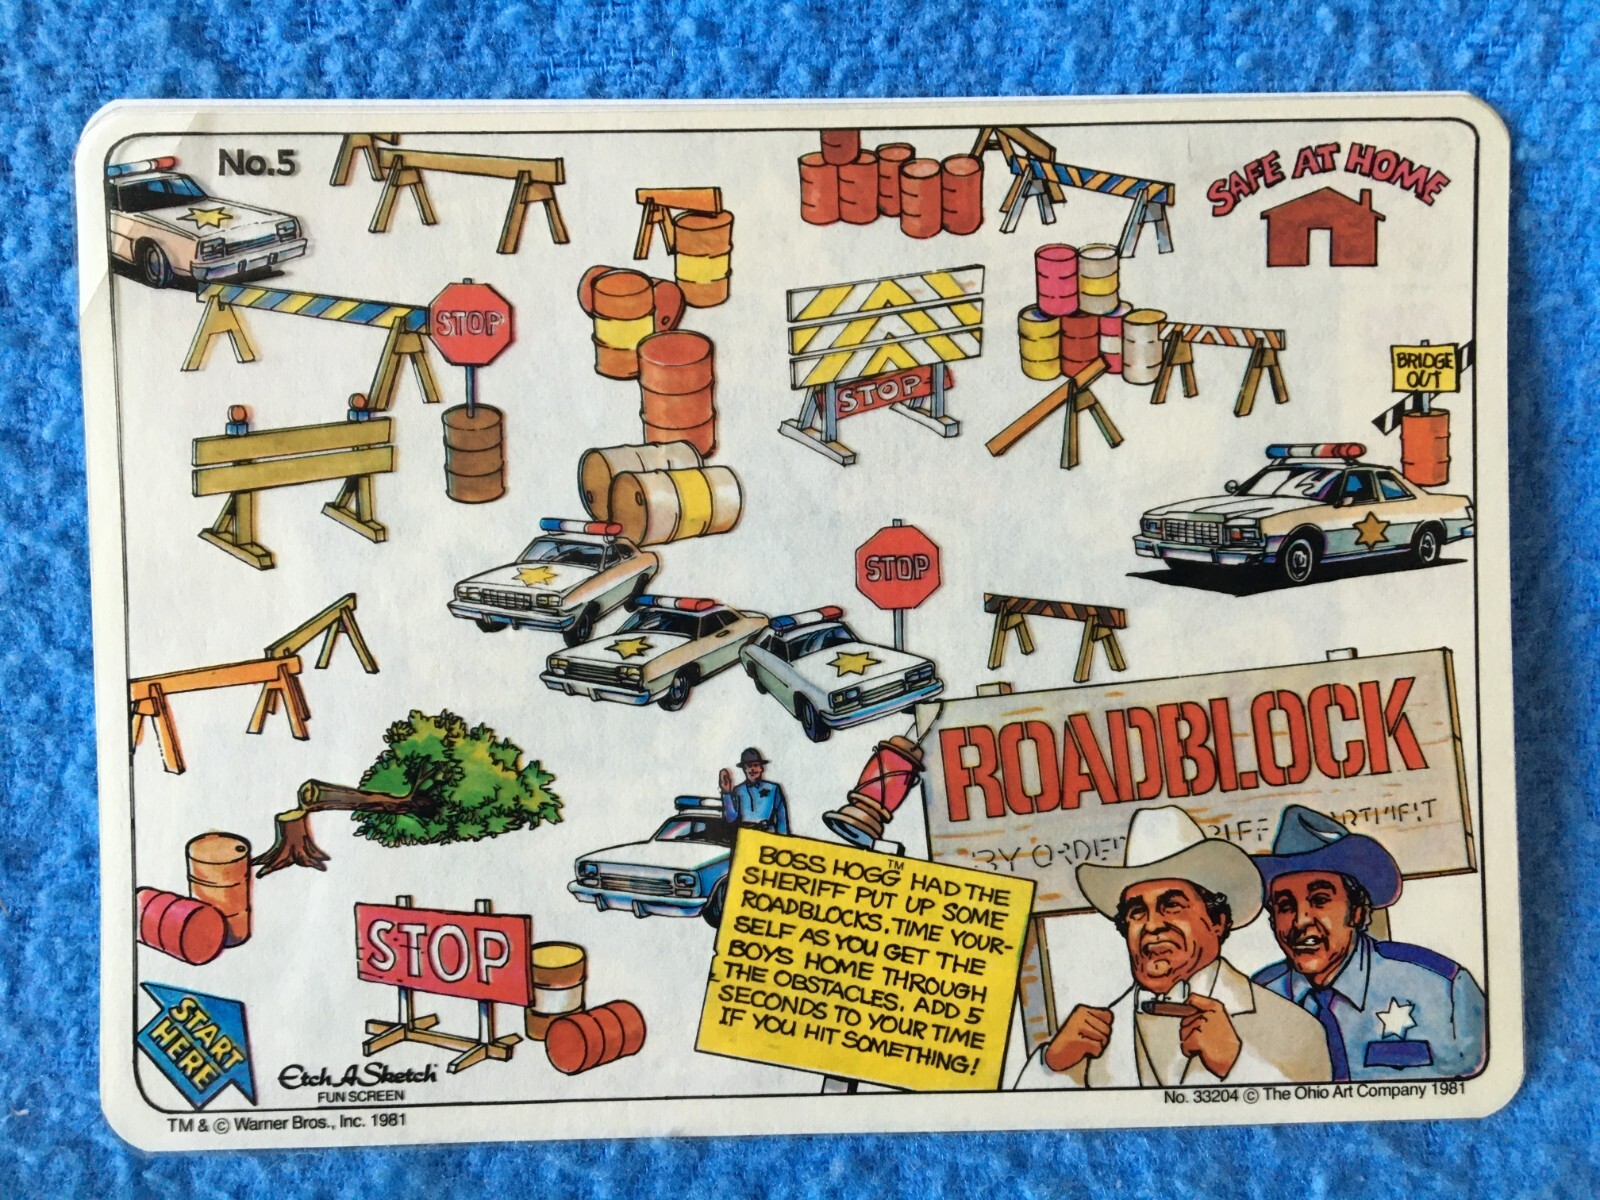 No.5
SAFE AT HOME
STOP
STOP
BRIDGE
OUT
STOP
ROADBLOCK
BY ORDER
STOP
BOSS HOGG™ HAD THE
SHERIFF PUT UP SOME
ROADBLOCKS. TIME YOUR-
SELF AS YOU GET THE
BOYS HOME THROUGH
THE OBSTACLES. ADD 5
SECONDS TO YOUR TIME
IF YOU HIT SOMETHING!
START
HERE
Etch A Sketch
FUN SCREEN
No. 33204 © The Ohio Art Company 1981
TM & © Warner Bros., Inc. 1981